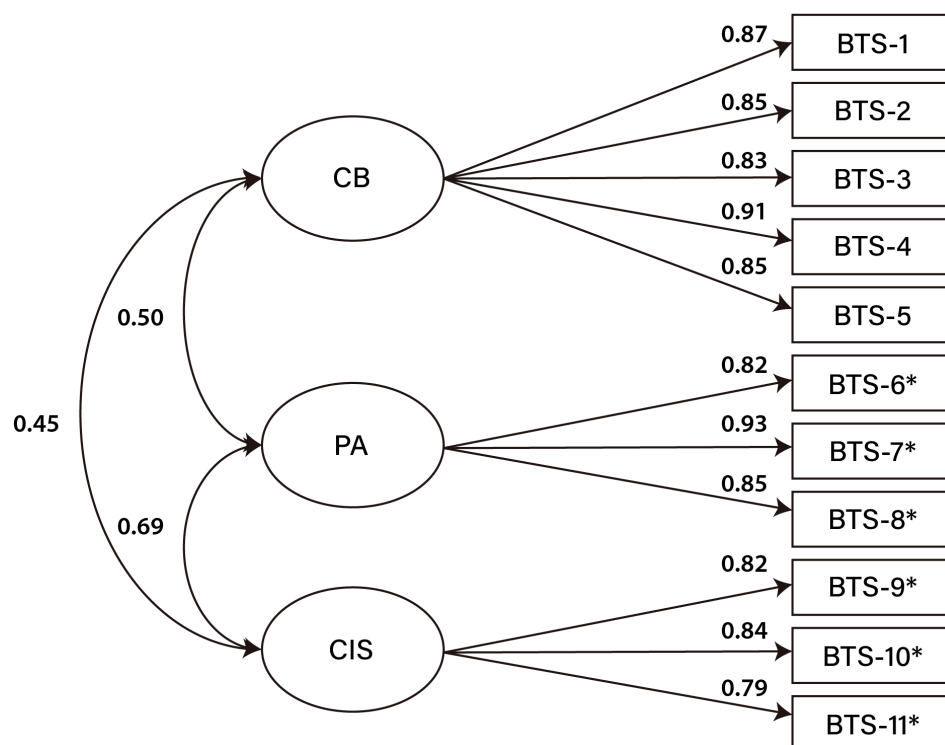 0.87
BTS-1
0.85
BTS-2
0.83
BTS-3
CB
0.91
BTS-4
0.85
BTS-5
0.50
0.82
BTS-6*
0.45
0.93
BTS-7*
PA
0.85
BTS-8*
0.69
0.82
BTS-9*
0.84
BTS-10*
CIS
0.79
BTS-11*